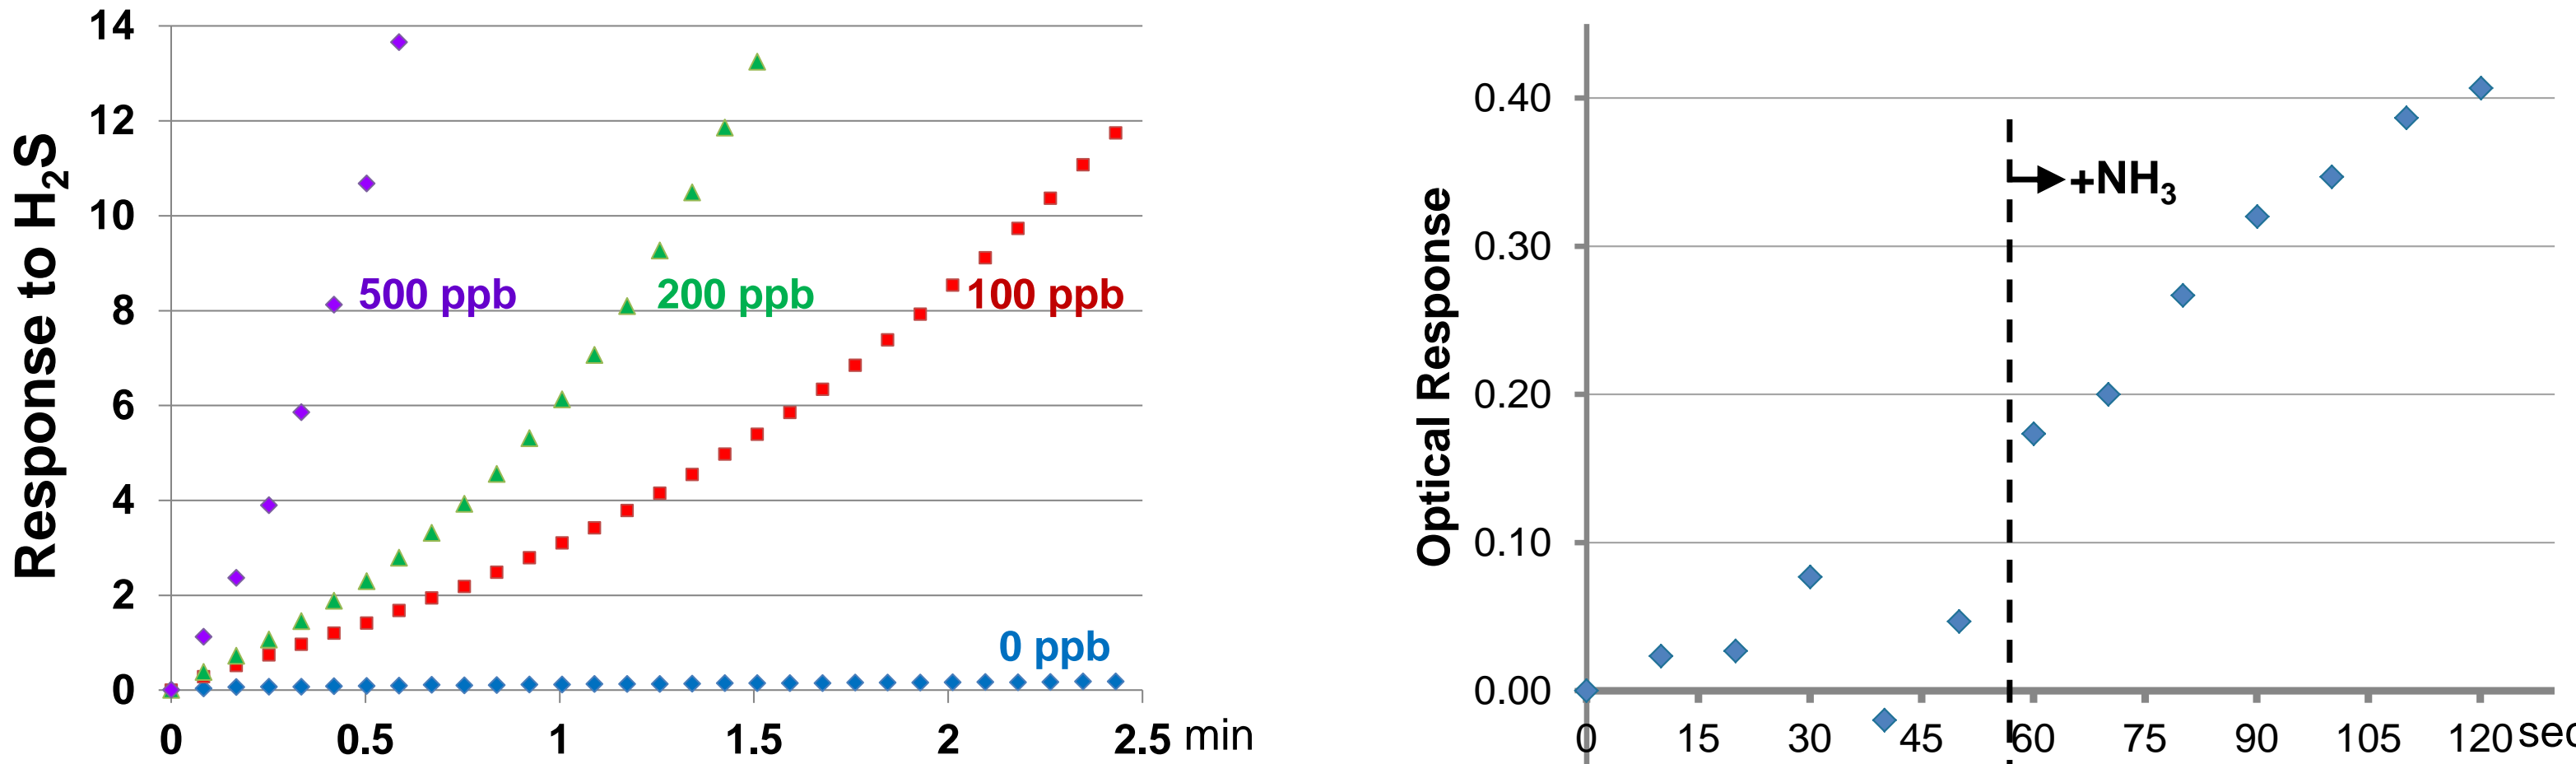 Response to H₂S
14
12
10
8
6
4
2
0
500 ppb
200 ppb
100 ppb
0 ppb
0 0.5 1 1.5 2 2.5 min
Optical Response
0.40
0.30
0.20
0.10
0.00
+NH₃
0 15 30 45 60 75 90 105 120 sec